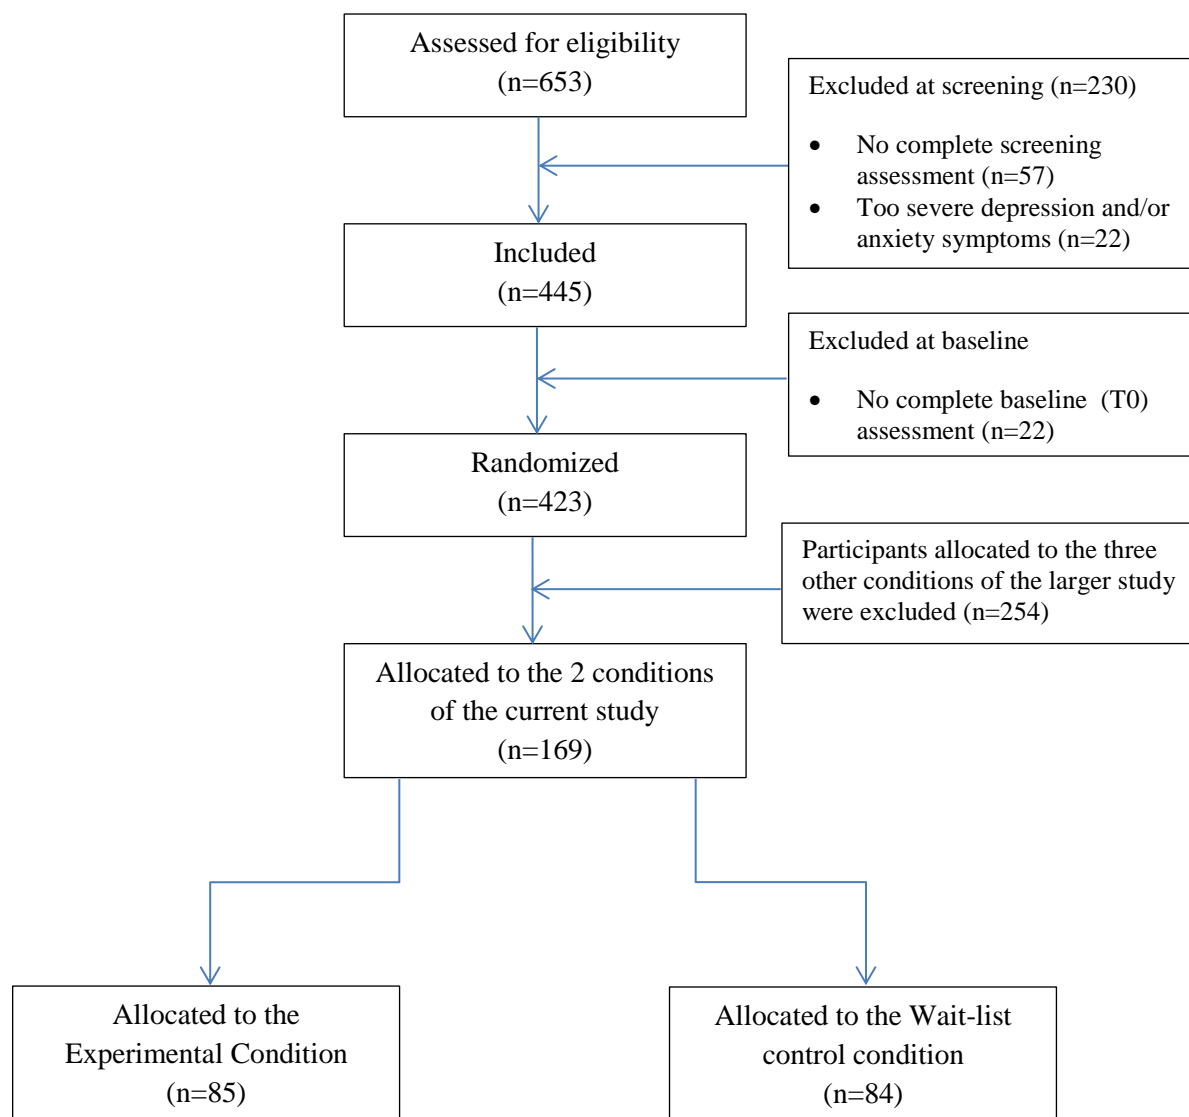 Assessed for eligibility
(n=653)
Excluded at screening (n=230)
• No complete screening
assessment (n=57)
• Too severe depression and/or
anxiety symptoms (n=22)
Included
(n=445)
Excluded at baseline
• No complete baseline (T0)
assessment (n=22)
Randomized
(n=423)
Participants allocated to the three
other conditions of the larger study
were excluded (n=254)
Allocated to the 2 conditions
of the current study
(n=169)
Allocated to the
Experimental Condition
(n=85)
Allocated to the Wait-list
control condition
(n=84)